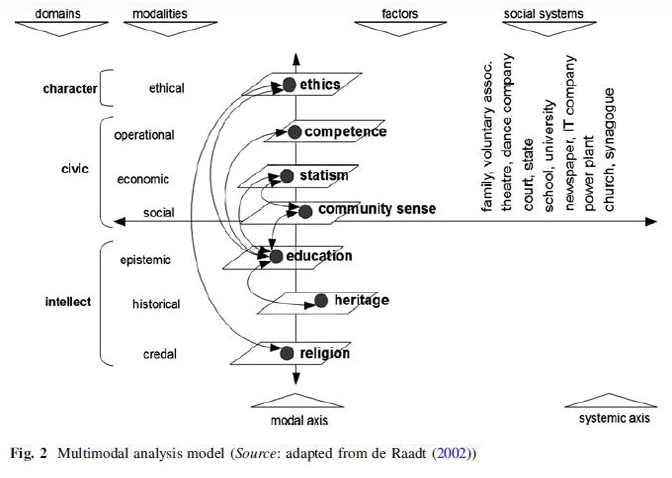 domains modalities factors social systems
character ethical ethics
operational competence
civic
economic statism
social community sense
epistemic education
intellect historical heritage
credal religion
family, voluntary assoc.
theatre, dance company
court, state
school, university
newspaper, IT company
power plant
church, synagogue
modal axis systemic axis
Fig. 2 Multimodal analysis model (Source: adapted from de Raadt (2002))